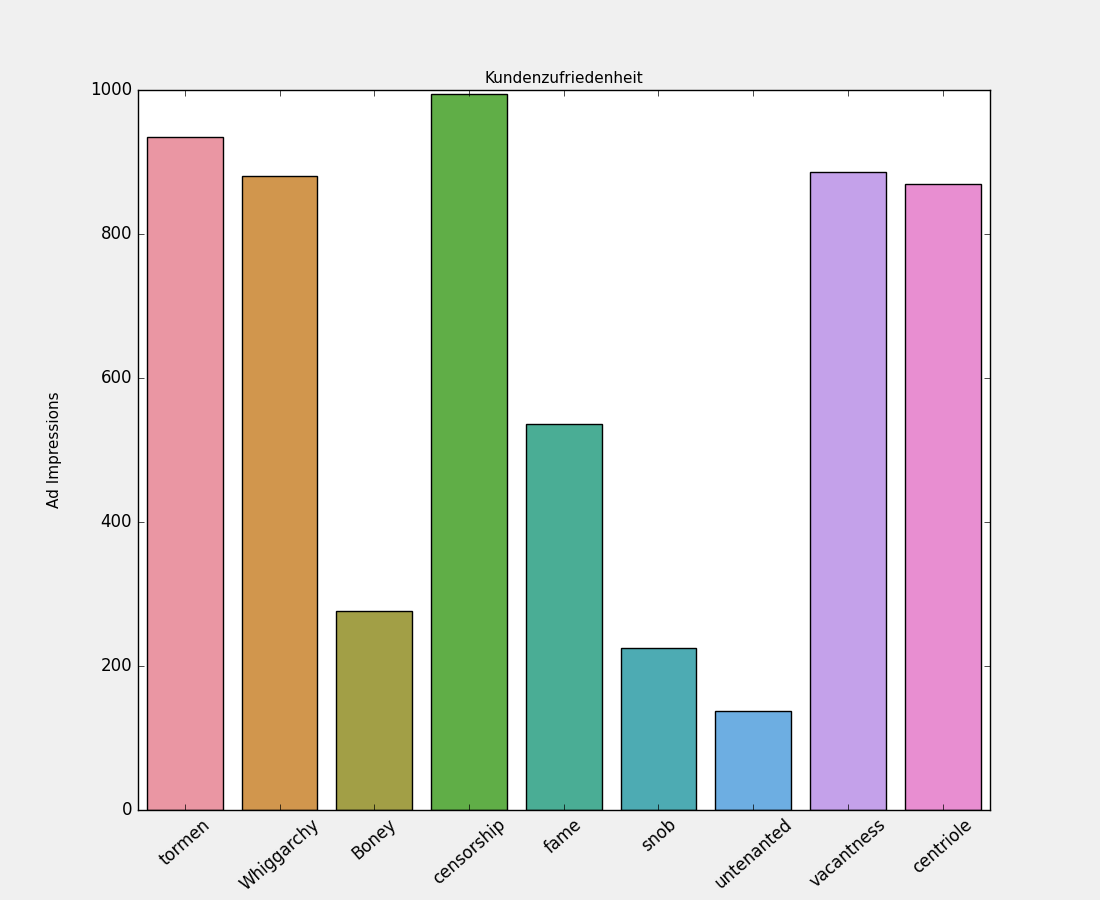 Kundenzufriedenheit
1000
800
600
400
200
0
Ad Impressions
tormen
Whiggarchy
Boney
censorship
fame
snob
untenanted
vacantness
centriole